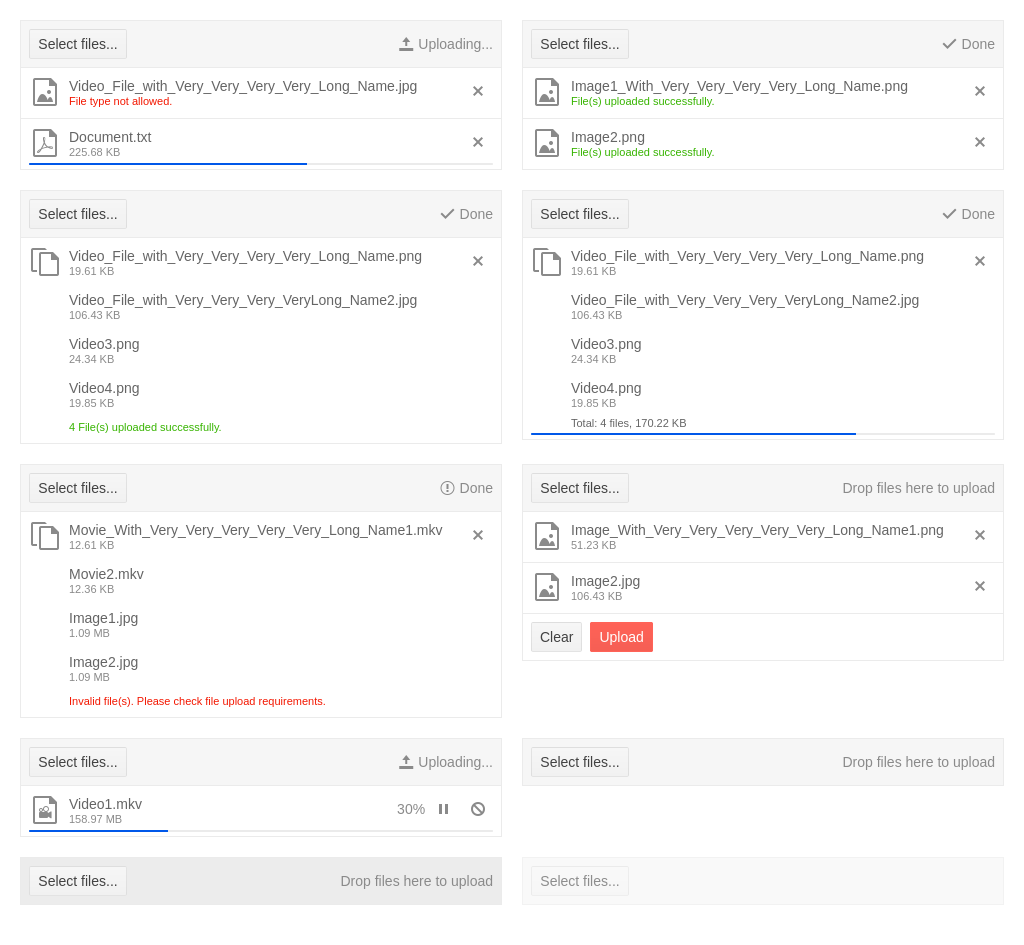 Select files...
Uploading...
Video_File_with_Very_Very_Very_Very_Long_Name.jpg
File type not allowed.
Document.txt
225.68 KB
Select files...
Done
Image1_With_Very_Very_Very_Very_Long_Name.png
File(s) uploaded successfully.
Image2.png
File(s) uploaded successfully.
Select files...
Done
Video_File_with_Very_Very_Very_Very_Long_Name.png
19.61 KB
Video_File_with_Very_Very_Very_VeryLong_Name2.jpg
106.43 KB
Video3.png
24.34 KB
Video4.png
19.85 KB
4 File(s) uploaded successfully.
Select files...
Done
Video_File_with_Very_Very_Very_Very_Long_Name.png
19.61 KB
Video_File_with_Very_Very_Very_VeryLong_Name2.jpg
106.43 KB
Video3.png
24.34 KB
Video4.png
19.85 KB
Total: 4 files, 170.22 KB
Select files...
Done
Movie_With_Very_Very_Very_Very_Very_Long_Name1.mkv
12.61 KB
Movie2.mkv
12.36 KB
Image1.jpg
1.09 MB
Image2.jpg
1.09 MB
Invalid file(s). Please check file upload requirements.
Select files...
Drop files here to upload
Image_With_Very_Very_Very_Very_Very_Long_Name1.png
51.23 KB
Image2.jpg
106.43 KB
Clear
Upload
Select files...
Uploading...
Video1.mkv
158.97 MB
30%
Select files...
Drop files here to upload
Select files...
Drop files here to upload
Select files...